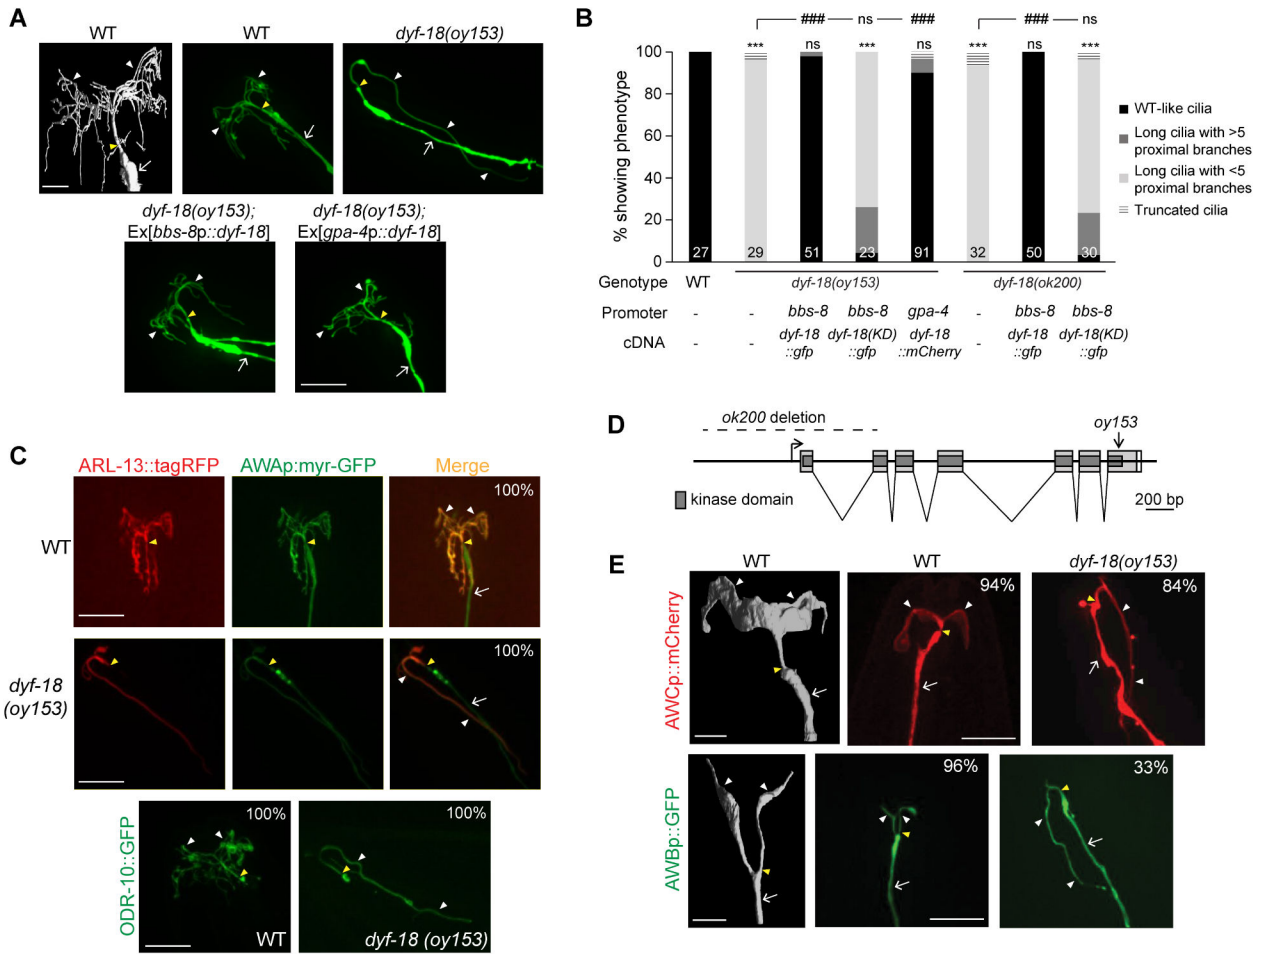 A
WT
WT
dyf-18(oy153)
dyf-18(oy153);
Ex[bbs-8p::dyf-18]
dyf-18(oy153);
Ex[gpa-4p::dyf-18]
B
### ns ###
### ns
*** ns *** ns *** ns ***
% showing phenotype
100
80
60
40
20
0
27 29 51 23 91 32 50 30
WT-like cilia
Long cilia with >5
proximal branches
Long cilia with <5
proximal branches
Truncated cilia
Genotype WT dyf-18(oy153) dyf-18(ok200)
Promoter - - bbs-8 bbs-8 gpa-4 - bbs-8 bbs-8
cDNA - - dyf-18 dyf-18(KD) dyf-18 - dyf-18 dyf-18(KD)
::gfp ::gfp ::mCherry ::gfp ::gfp
C
ARL-13::tagRFP
AWAp:myr-GFP
Merge
WT
100%
dyf-18
(oy153)
100%
ODR-10::GFP
100%
WT
100%
dyf-18 (oy153)
D
ok200 deletion
oy153
kinase domain
200 bp
E
WT
WT
dyf-18(oy153)
AWCp::mCherry
94%
84%
AWBp::GFP
96%
33%